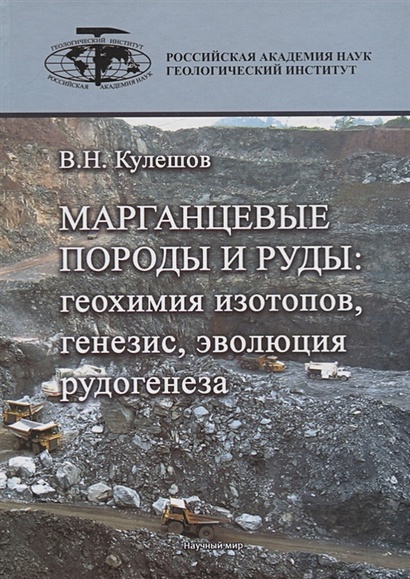 ГЕОЛОГИЧЕСКИЙ ИНСТИТУТ
РОССИЙСКАЯ АКАДЕМИЯ НАУК
РОССИЙСКАЯ АКАДЕМИЯ НАУК
ГЕОЛОГИЧЕСКИЙ ИНСТИТУТ
В.Н. Кулешов
МАРГАНЦЕВЫЕ
ПОРОДЫ И РУДЫ:
геохимия изотопов,
генезис, эволюция
рудогенеза
Научный мир